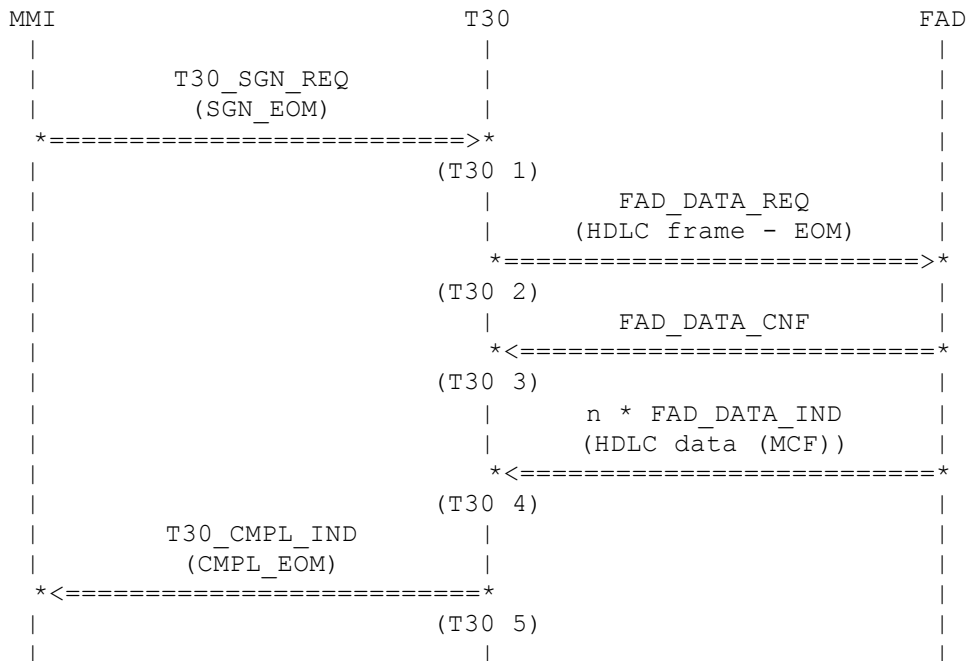 MMI T30 FAD
| | |
| T30_SGN_REQ | |
| (SGN_EOM) | |
*==========================>* |
| (T30 1) |
| | FAD_DATA_REQ |
| | (HDLC frame - EOM) |
| *==========================>*
| (T30 2) |
| | FAD_DATA_CNF |
| *<==========================*
| (T30 3) |
| | n * FAD_DATA_IND |
| | (HDLC data (MCF)) |
| *<==========================*
| (T30 4) |
| T30_CMPL_IND | |
| (CMPL_EOM) | |
*<==========================* |
| (T30 5) |
| | |